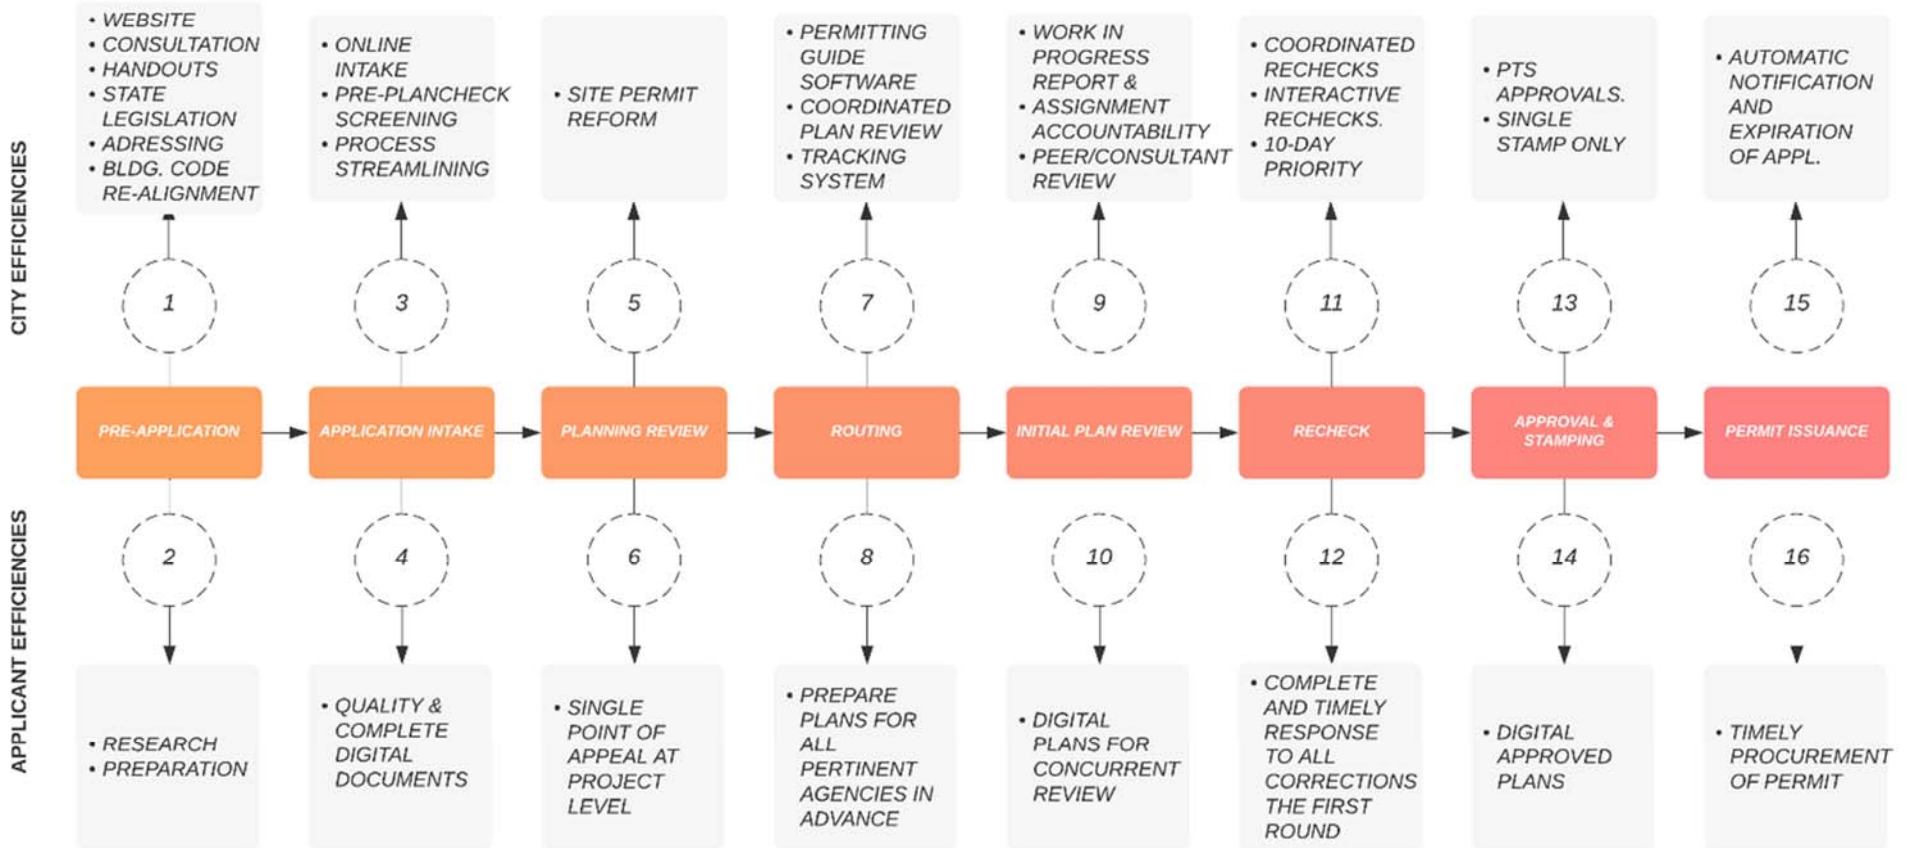 CITY EFFICIENCIES
• WEBSITE
• CONSULTATION
• HANDOUTS
• STATE
LEGISLATION
• ADRESSING
• BLDG. CODE
RE-ALIGNMENT
• ONLINE
INTAKE
• PRE-PLANCHECK
SCREENING
• PROCESS
STREAMLINING
• SITE PERMIT
REFORM
• PERMITTING
GUIDE
SOFTWARE
• COORDINATED
PLAN REVIEW
• TRACKING
SYSTEM
• WORK IN
PROGRESS
REPORT &
• ASSIGNMENT
ACCOUNTABILITY
• PEER/CONSULTANT
REVIEW
• COORDINATED
RECHECKS
• INTERACTIVE
RECHECKS.
• 10-DAY
PRIORITY
• PTS
APPROVALS.
• SINGLE
STAMP ONLY
• AUTOMATIC
NOTIFICATION
AND
EXPIRATION
OF APPL.
1
3
5
7
9
11
13
15
PRE-APPLICATION
APPLICATION INTAKE
PLANNING REVIEW
ROUTING
INITIAL PLAN REVIEW
RECHECK
APPROVAL &
STAMPING
PERMIT ISSUANCE
APPLICANT EFFICIENCIES
2
4
6
8
10
12
14
16
• RESEARCH
• PREPARATION
• QUALITY &
COMPLETE
DIGITAL
DOCUMENTS
• SINGLE
POINT OF
APPEAL AT
PROJECT
LEVEL
• PREPARE
PLANS FOR
ALL
PERTINENT
AGENCIES IN
ADVANCE
• DIGITAL
PLANS FOR
CONCURRENT
REVIEW
• COMPLETE
AND TIMELY
RESPONSE
TO ALL
CORRECTIONS
THE FIRST
ROUND
• DIGITAL
APPROVED
PLANS
• TIMELY
PROCUREMENT
OF PERMIT